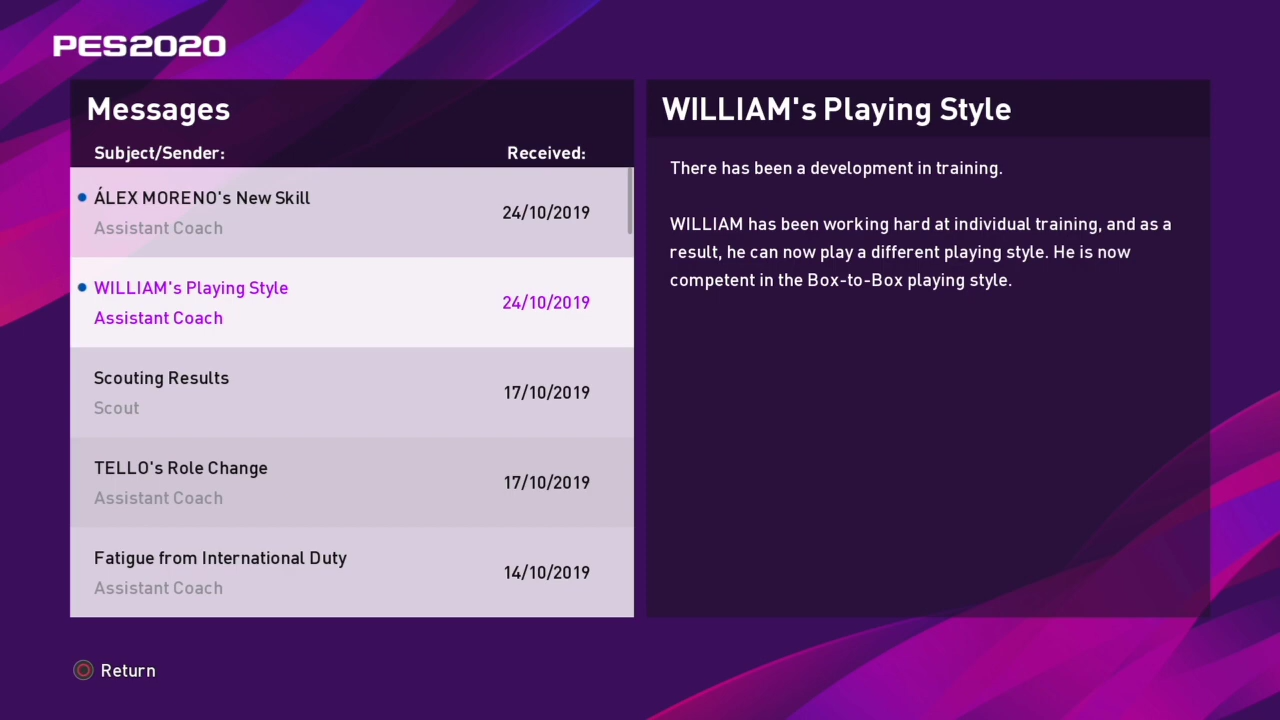 PES2020
Messages
Subject/Sender:
Received:
ÁLEX MORENO's New Skill
Assistant Coach
24/10/2019
WILLIAM's Playing Style
Assistant Coach
24/10/2019
Scouting Results
Scout
17/10/2019
TELLO's Role Change
Assistant Coach
17/10/2019
Fatigue from International Duty
Assistant Coach
14/10/2019
WILLIAM's Playing Style
There has been a development in training.
WILLIAM has been working hard at individual training, and as a
result, he can now play a different playing style. He is now
competent in the Box-to-Box playing style.
Return